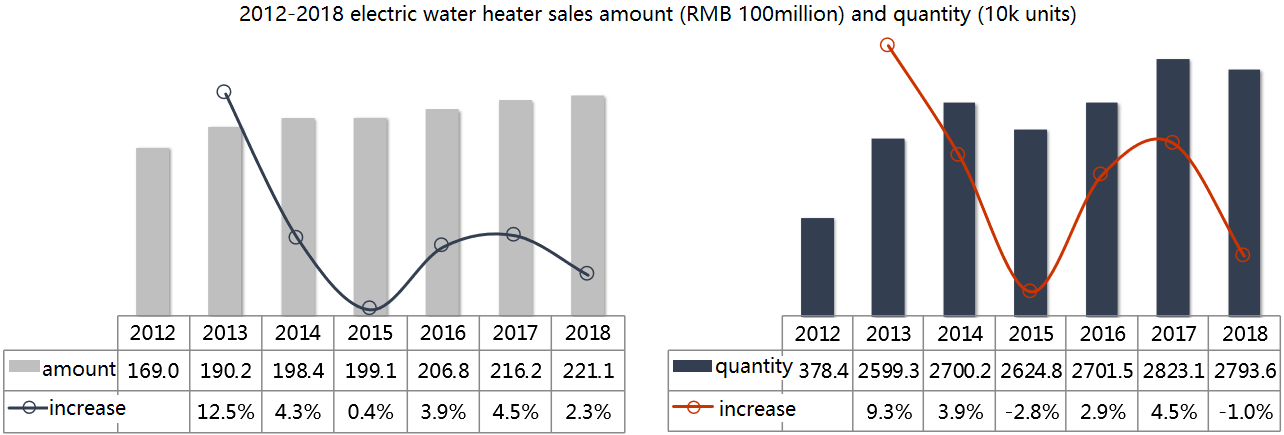 2012-2018 electric water heater sales amount (RMB 100million) and quantity (10k units)
2012 2013 2014 2015 2016 2017 2018
amount 169.0 190.2 198.4 199.1 206.8 216.2 221.1
increase 12.5% 4.3% 0.4% 3.9% 4.5% 2.3%
2012 2013 2014 2015 2016 2017 2018
quantity 378.4 2599.3 2700.2 2624.8 2701.5 2823.1 2793.6
increase 9.3% 3.9% -2.8% 2.9% 4.5% -1.0%